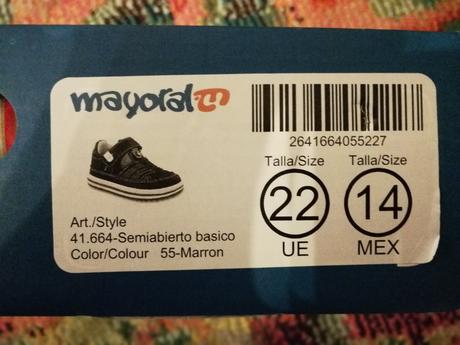 mayoral m
2641664055227
Talla/Size Talla/Size
22 14
UE MEX
Art./Style
41.664-Semiabierto basico
Color/Colour 55-Marron